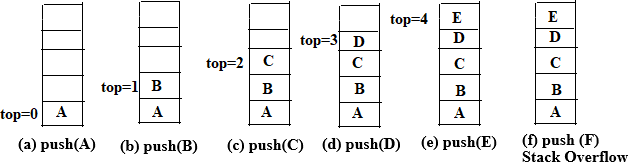 top=4 E E
top=3 D D D
top=2 C C C C
top=1 B B B B B
top=0 A A A A A A
(a) push(A) (b) push(B) (c) push(C) (d) push(D) (e) push(E) (f) push (F)
Stack Overflow